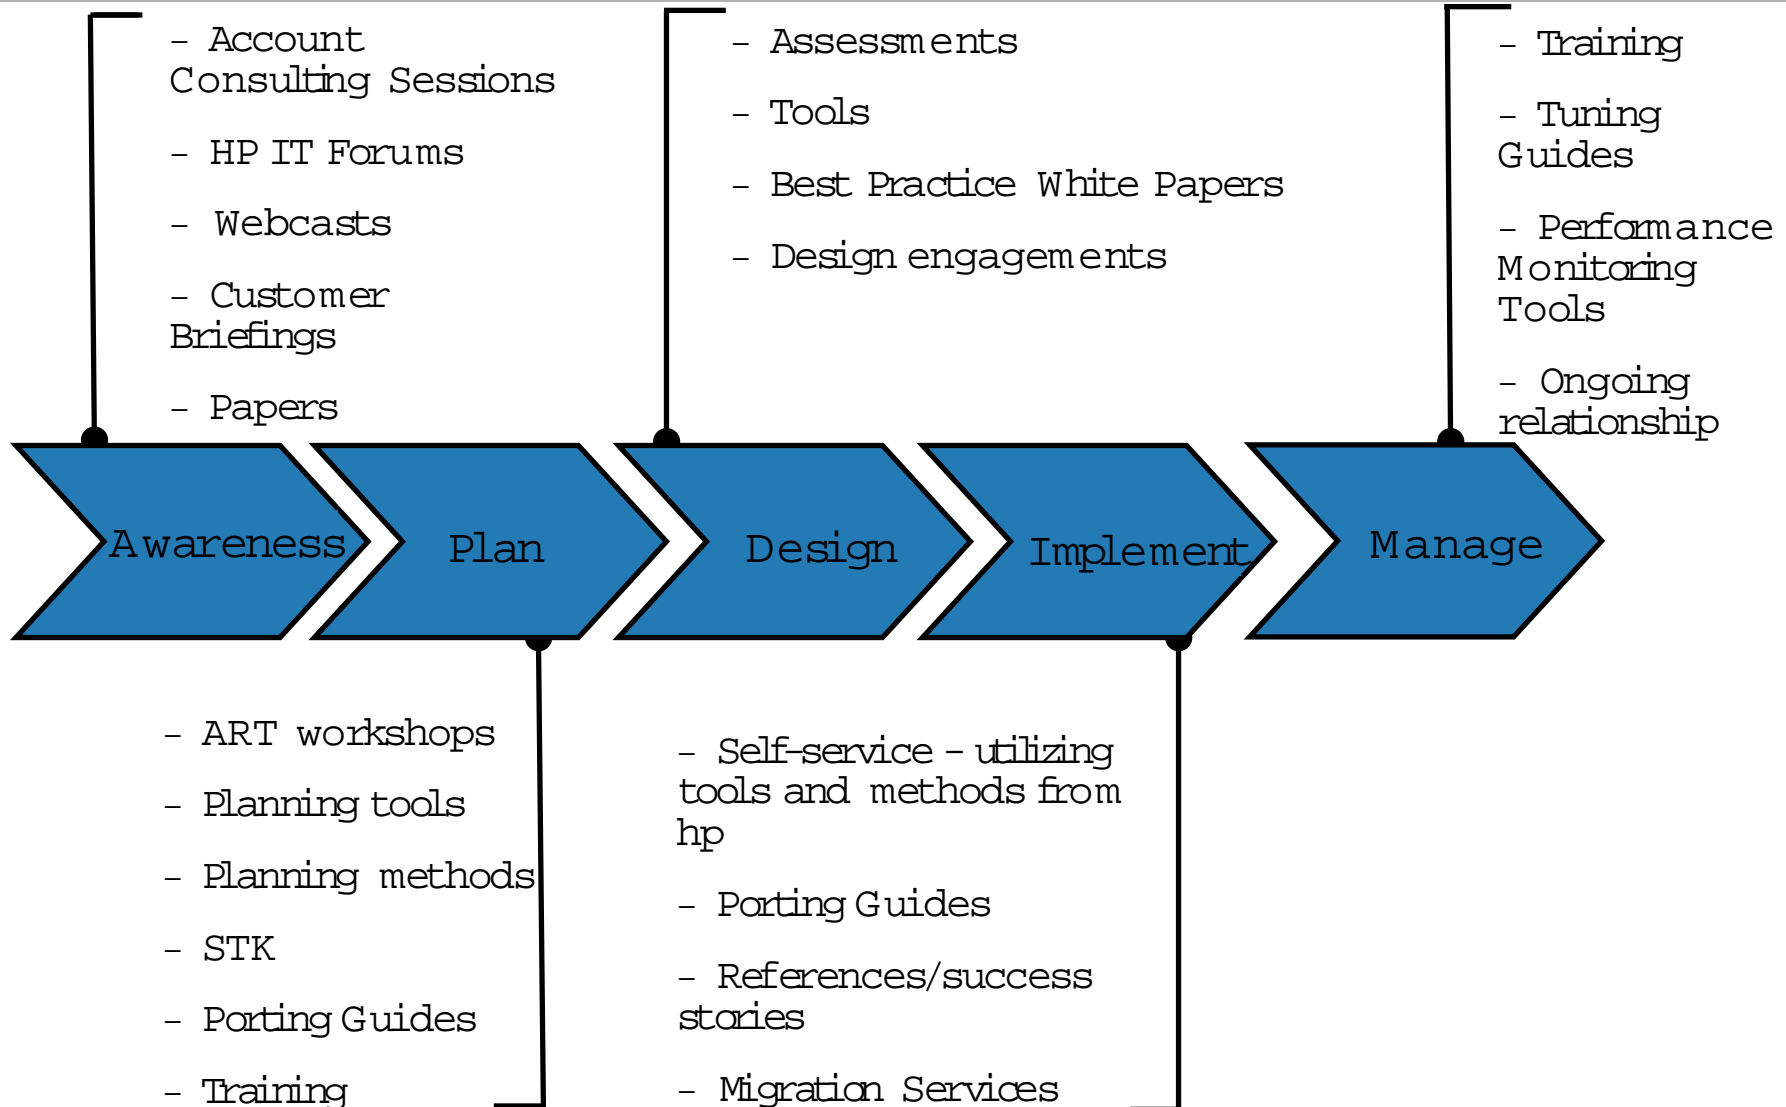 - Account
Consulting Sessions
- HP IT Forums
- Webcasts
- Customer
Briefings
- Papers
- Assessments
- Tools
- Best Practice White Papers
- Design engagements
- Training
- Tuning
Guides
- Performance
Monitoring
Tools
- Ongoing
relationship
Awareness
Plan
Design
Implement
Manage
- ART workshops
- Planning tools
- Planning methods
- STK
- Porting Guides
- Training
- Self-service - utilizing
tools and methods from
hp
- Porting Guides
- References/success
stories
- Migration Services